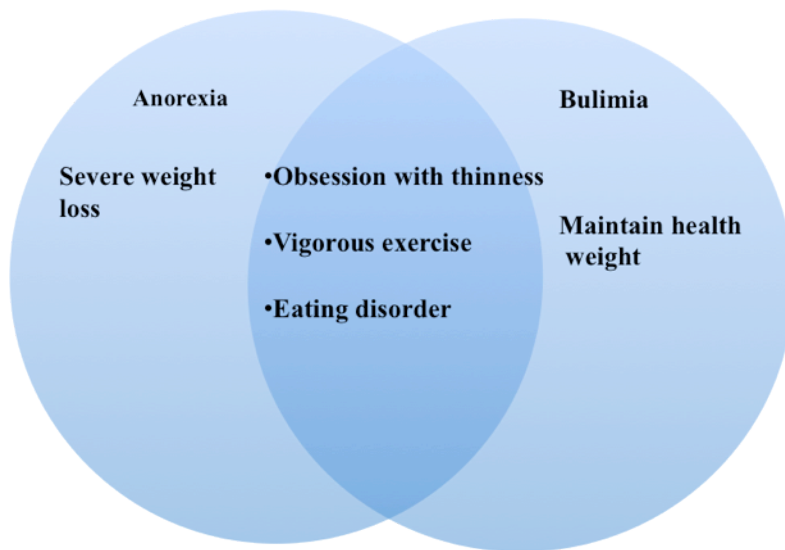 Anorexia
Severe weight
loss
•Obsession with thinness
•Vigorous exercise
•Eating disorder
Bulimia
Maintain health
weight